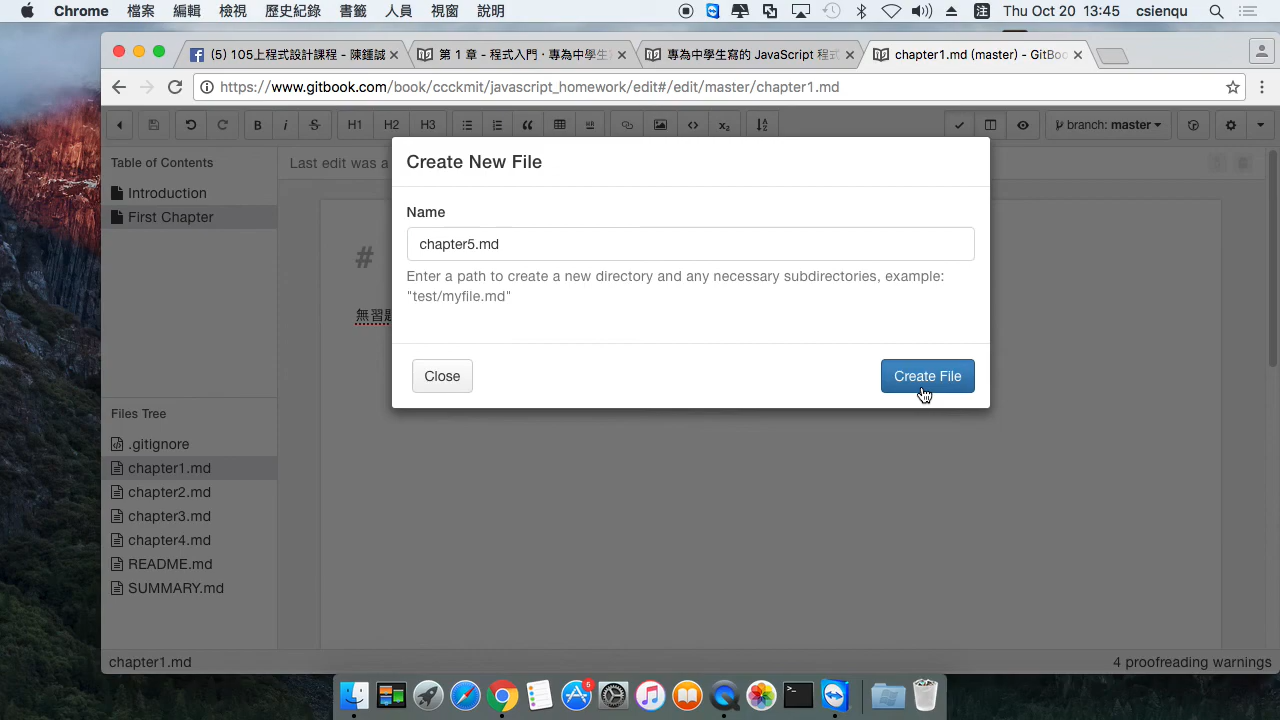 Chrome 檔案 編輯 檢視 歷史紀錄 書籤 人員 視窗 說明 注 Thu Oct 20 13:45 csienqu
(5) 105上程式設計課程 - 陳鍾誠
第 1 章 - 程式入門 · 專為中學生
專為中學生寫的 JavaScript 程式
chapter1.md (master) - GitBoo
https://www.gitbook.com/book/ccckmit/javascript_homework/edit#/edit/master/chapter1.md
B i S H1 H2 H3 branch: master
Table of Contents
Last edit was a
Introduction
First Chapter
#
無習題
Create New File
Name
chapter5.md
Enter a path to create a new directory and any necessary subdirectories, example:
"test/myfile.md"
Close
Create File
Files Tree
.gitignore
chapter1.md
chapter2.md
chapter3.md
chapter4.md
README.md
SUMMARY.md
chapter1.md
4 proofreading warnings
6